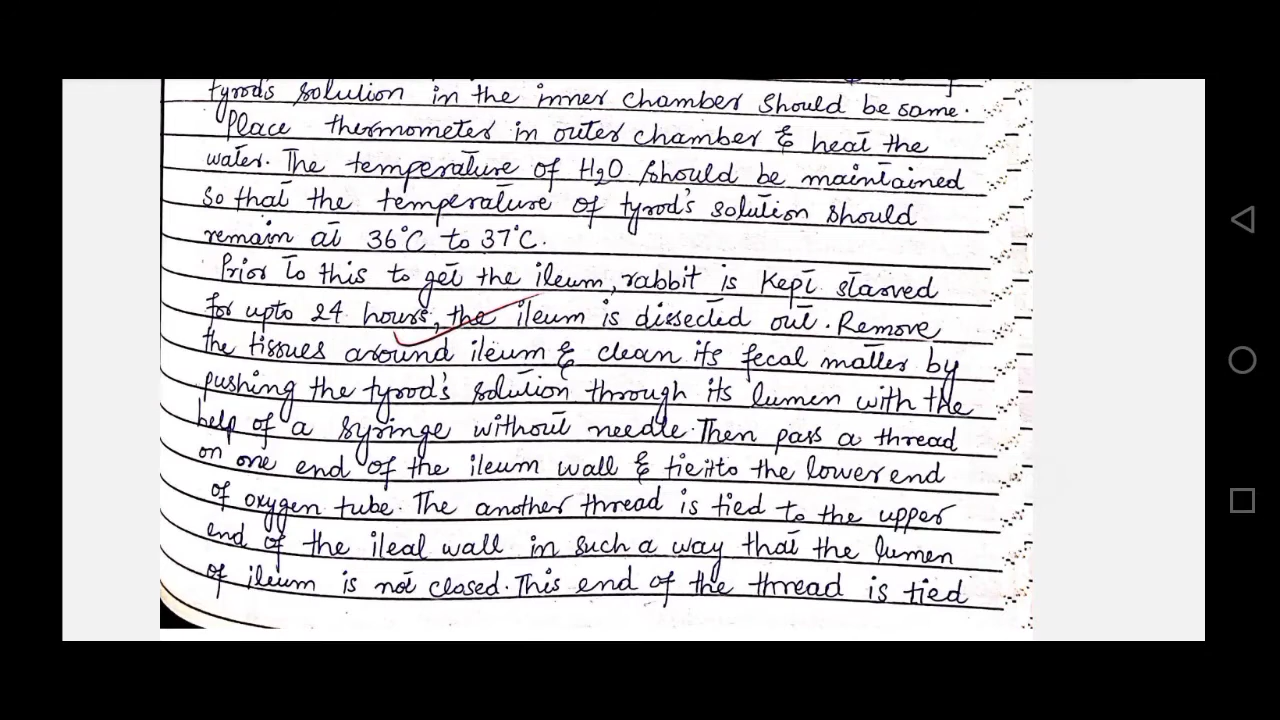 tyrod's solution in the inner chamber should be same.
Place thermometer in outer chamber & heat the
water. The temperature of H2O should be maintained
so that the temperature of tyrod's solution should
remain at 36°C to 37°C.
Prior to this to get the ileum, rabbit is kept starved
for upto 24 hours, the ileum is dissected out. Remove
the tissues around ileum & clean its fecal matter by
pushing the tyrod's solution through its lumen with the
help of a syringe without needle. Then pass a thread
on one end of the ileum wall & tie it to the lower end
of oxygen tube. The another thread is tied to the upper
end of the ileal wall in such a way that the lumen
of ileum is not closed. This end of the thread is tied